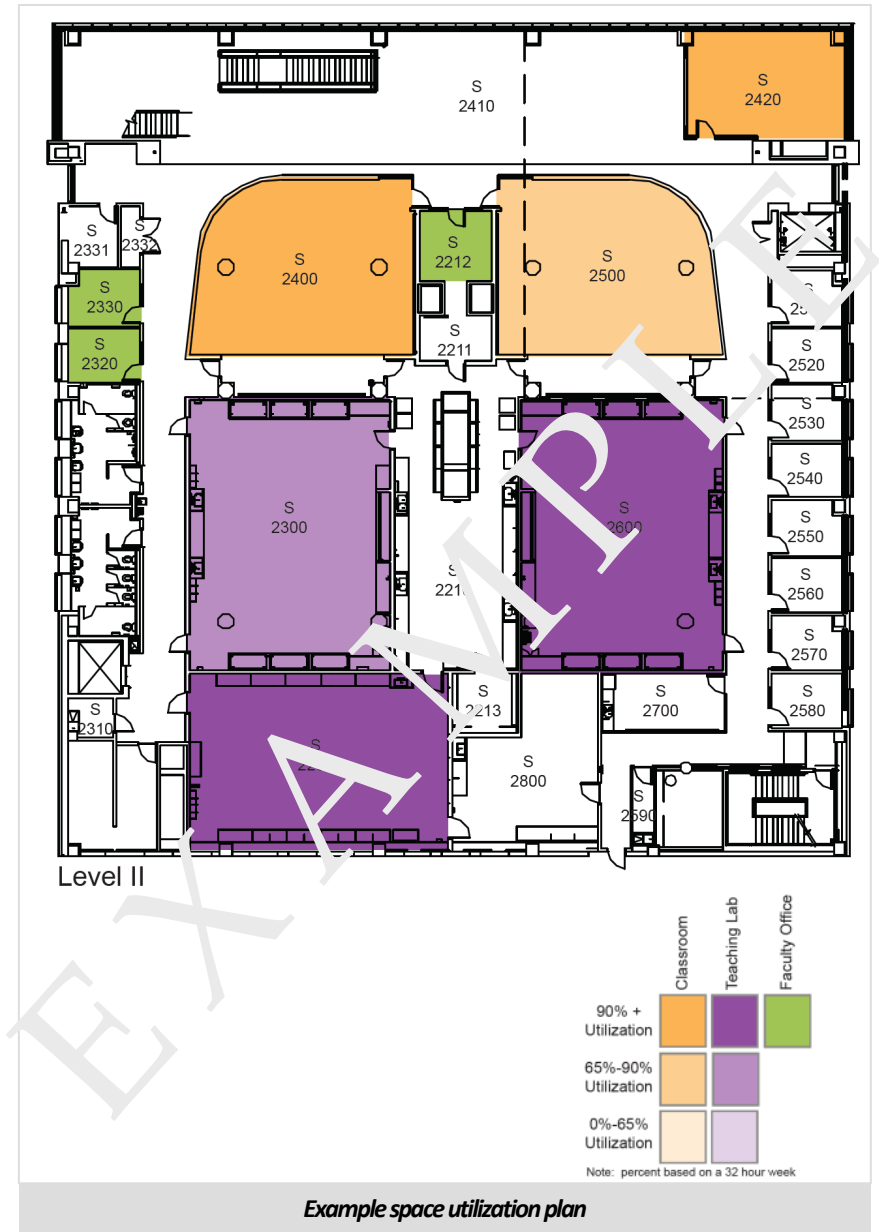 S
2410
S
2420
S
2331
S
2332
S
2212
S
2400
S
2500
S
2330
S
2320
S
2211
S
2520
S
2530
S
2540
S
2300
S
2600
S
2550
S
2560
S
2570
S
2213
S
2700
S
2580
S
2310
S
S
2800
S
2590
Level II
EXAMPLE
Classroom
Teaching Lab
Faculty Office
90% +
Utilization
65%-90%
Utilization
0%-65%
Utilization
Note: percent based on a 32 hour week
Example space utilization plan